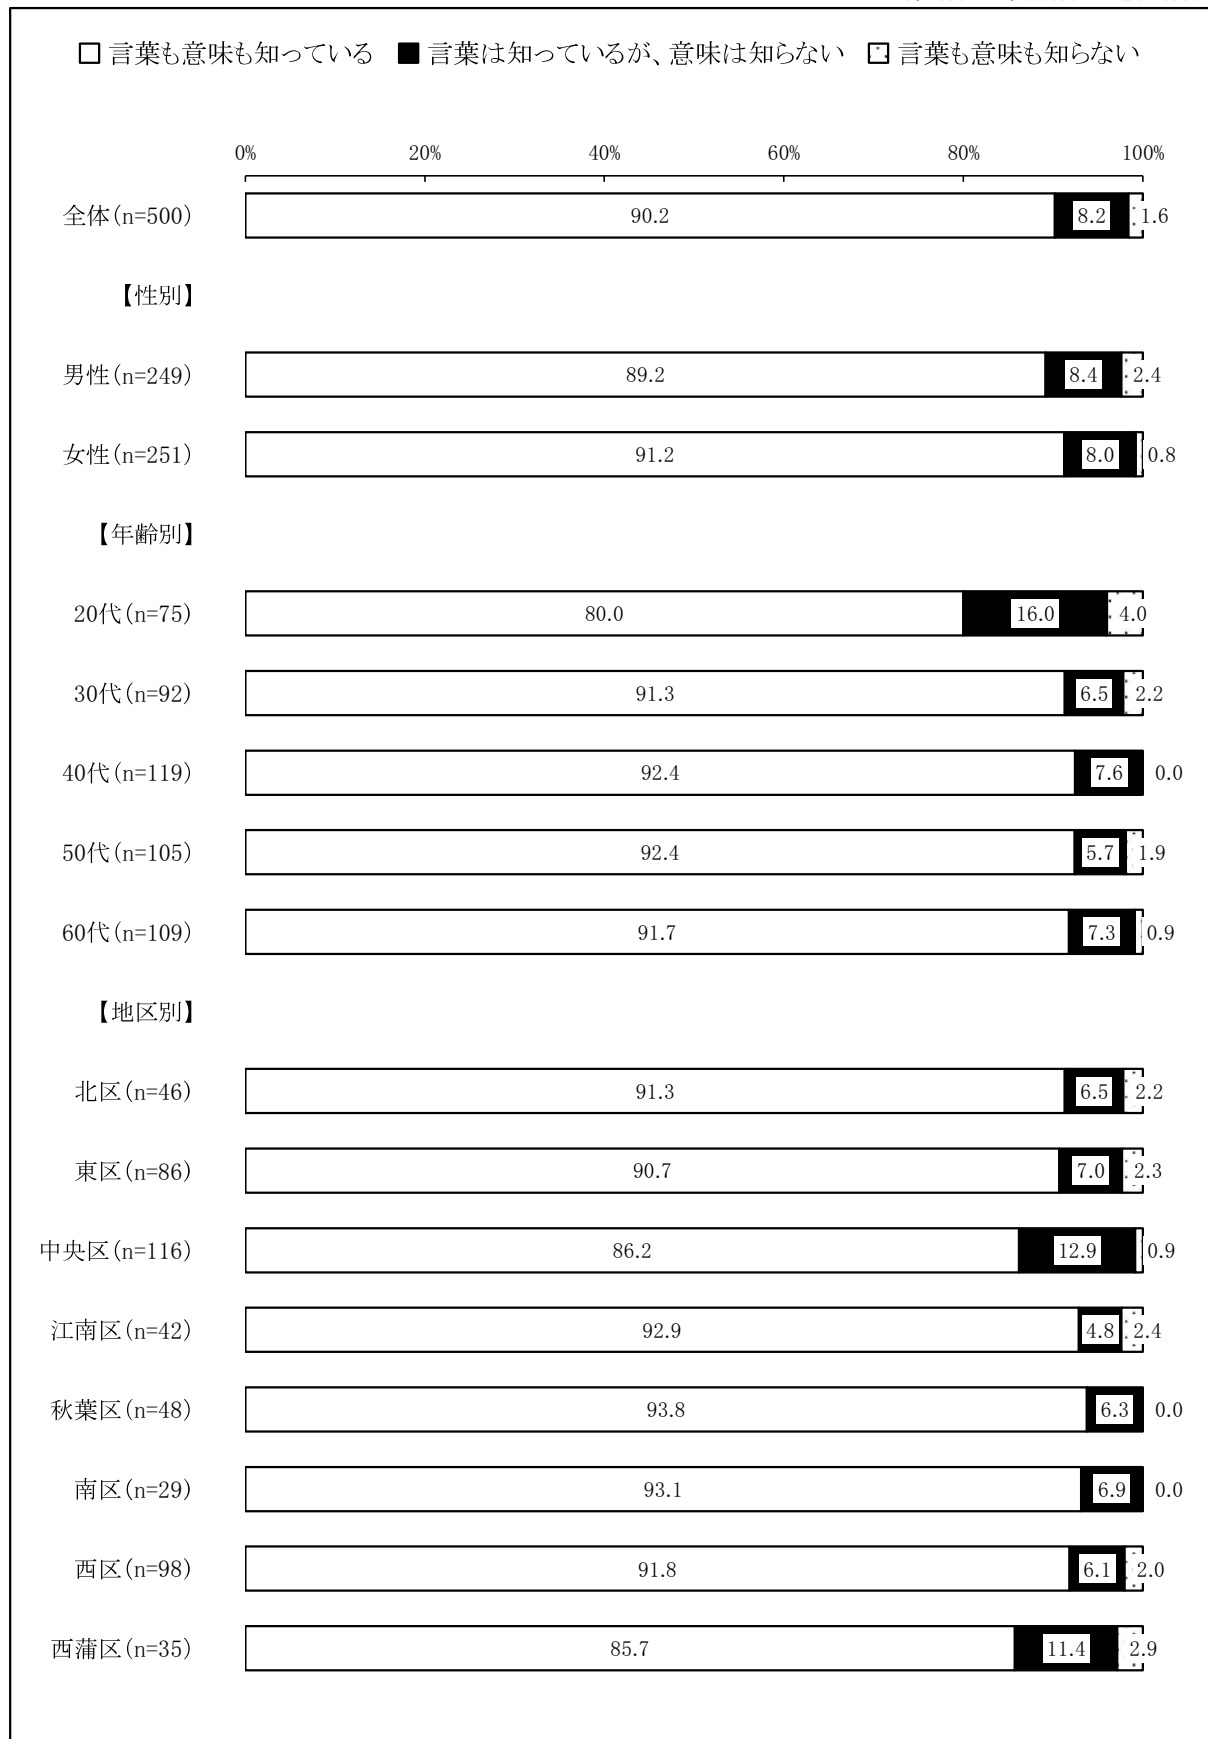 言葉も意味も知っている 言葉は知っているが、意味は知らない 言葉も意味も知らない
0% 20% 40% 60% 80% 100%
全体(n=500) 90.2 8.2 1.6
【性別】
男性(n=249) 89.2 8.4 2.4
女性(n=251) 91.2 8.0 0.8
【年齢別】
20代(n=75) 80.0 16.0 4.0
30代(n=92) 91.3 6.5 2.2
40代(n=119) 92.4 7.6 0.0
50代(n=105) 92.4 5.7 1.9
60代(n=109) 91.7 7.3 0.9
【地区別】
北区(n=46) 91.3 6.5 2.2
東区(n=86) 90.7 7.0 2.3
中央区(n=116) 86.2 12.9 0.9
江南区(n=42) 92.9 4.8 2.4
秋葉区(n=48) 93.8 6.3 0.0
南区(n=29) 93.1 6.9 0.0
西区(n=98) 91.8 6.1 2.0
西蒲区(n=35) 85.7 11.4 2.9